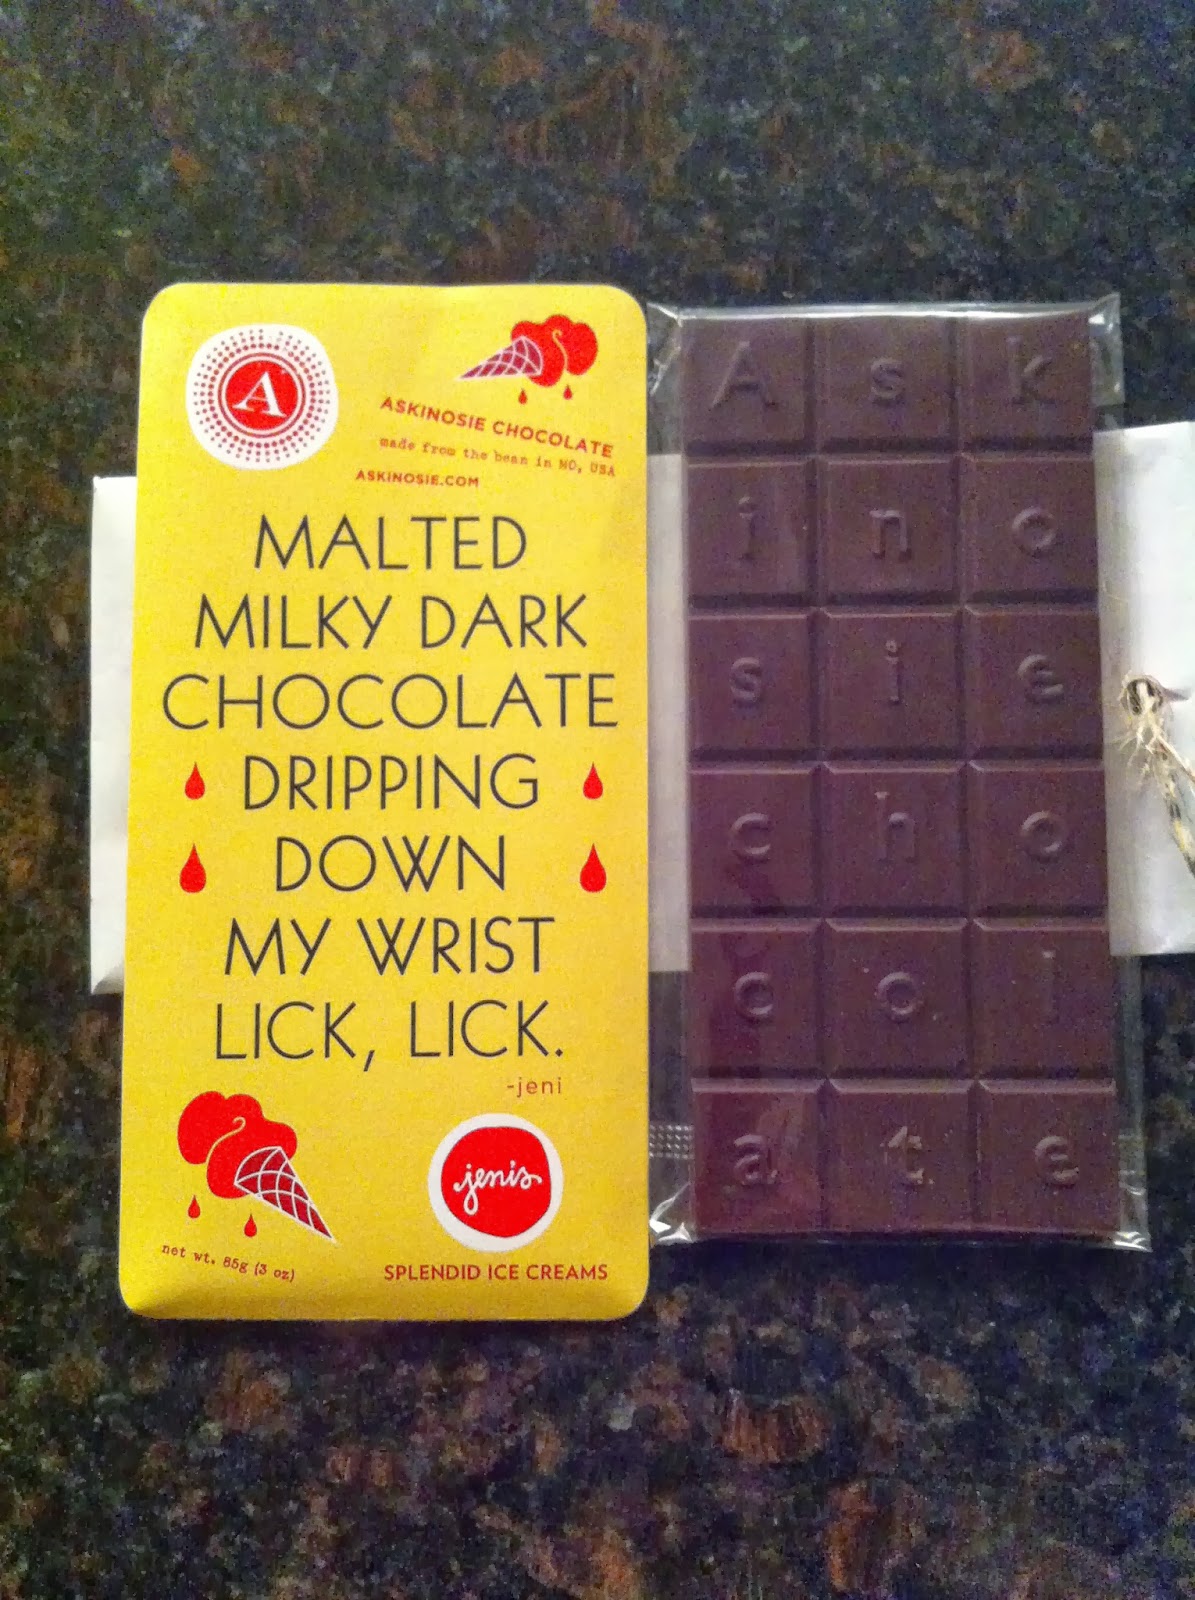 A
ASKINOSIE CHOCOLATE
made from the bean in MO, USA
ASKINOSIE.COM
MALTED
MILKY DARK
CHOCOLATE
DRIPPING
DOWN
MY WRIST
LICK, LICK.
-jeni
jenis
net wt. 85g (3 oz)
SPLENDID ICE CREAMS
A s k
i n o
s i e
c h o
c o l
a t e